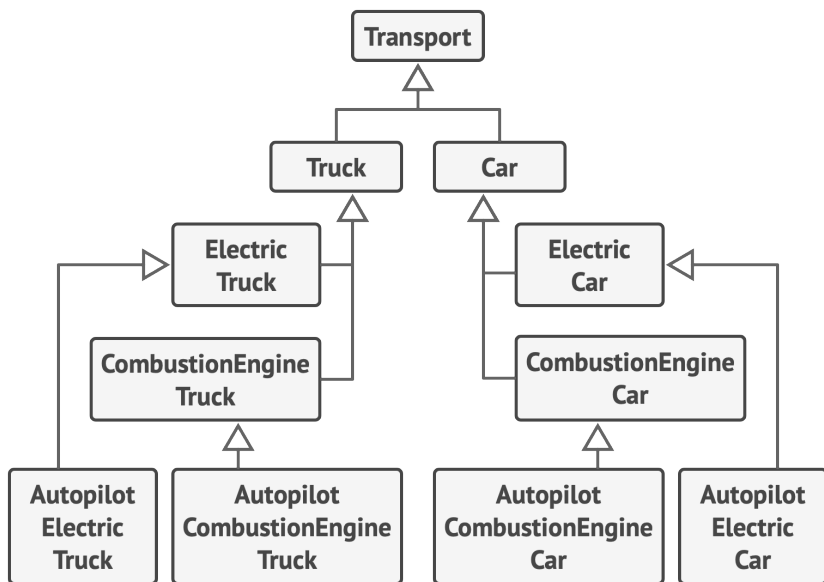 Transport
Truck
Car
Electric
Truck
Electric
Car
CombustionEngine
Truck
CombustionEngine
Car
Autopilot
Electric
Truck
Autopilot
CombustionEngine
Truck
Autopilot
CombustionEngine
Car
Autopilot
Electric
Car